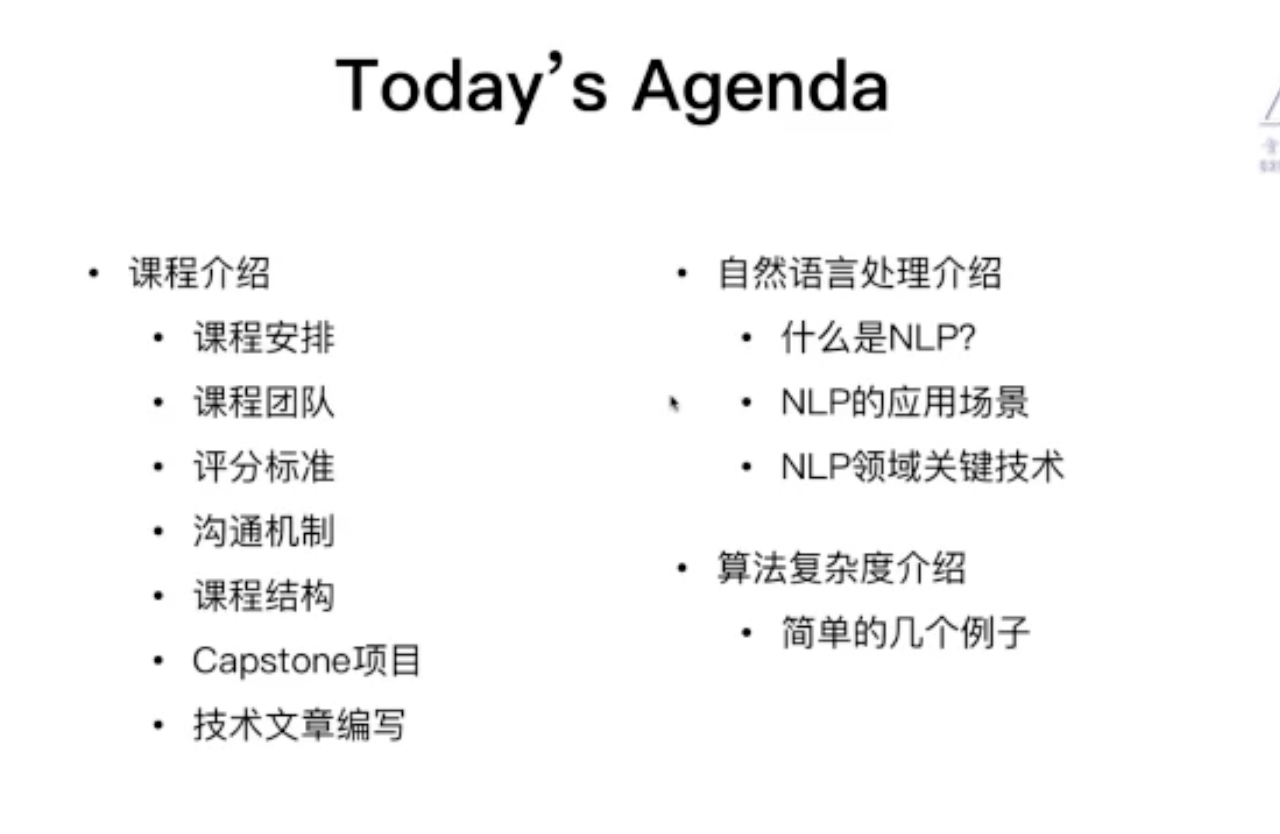 Today’s Agenda
• 课程介绍
• 课程安排
• 课程团队
• 评分标准
• 沟通机制
• 课程结构
• Capstone项目
• 技术文章编写
• 自然语言处理介绍
• 什么是NLP?
• NLP的应用场景
• NLP领域关键技术
• 算法复杂度介绍
• 简单的几个例子